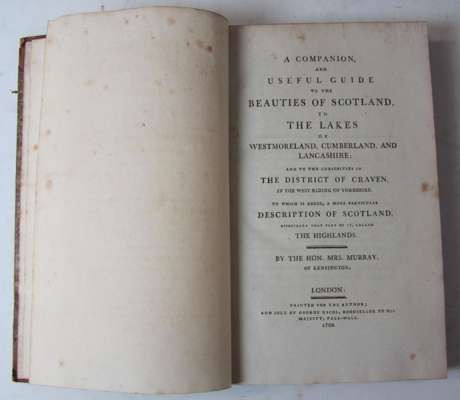 A COMPANION,
AND
USEFUL GUIDE
TO THE
BEAUTIES OF SCOTLAND,
TO
THE LAKES
OF
WESTMORELAND, CUMBERLAND, AND
LANCASHIRE;
AND TO THE CURIOSITIES IN
THE DISTRICT OF CRAVEN,
IN THE WEST RIDING OF YORKSHIRE.
TO WHICH IS ADDED, A MORE PARTICULAR
DESCRIPTION OF SCOTLAND,
ESPECIALLY THAT PART OF IT, CALLED
THE HIGHLANDS.
BY THE HON. MRS. MURRAY,
OF KENSINGTON.
LONDON:
PRINTED FOR THE AUTHOR;
AND SOLD BY GEORGE NICOL, BOOKSELLER TO HIS
MAJESTY, PALL-MALL.